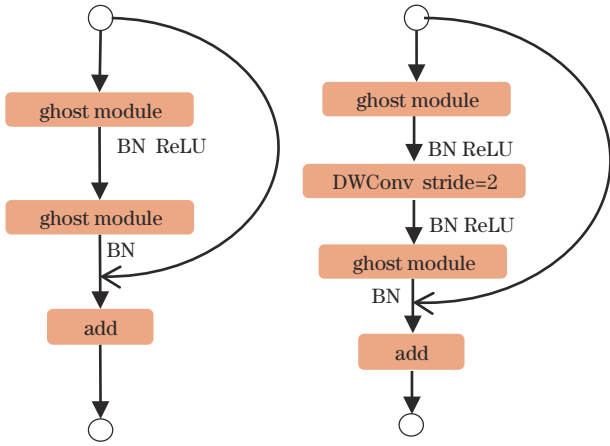 ghost module
BN ReLU
ghost module
BN
add
ghost module
BN ReLU
DWConv stride=2
BN ReLU
ghost module
BN
add